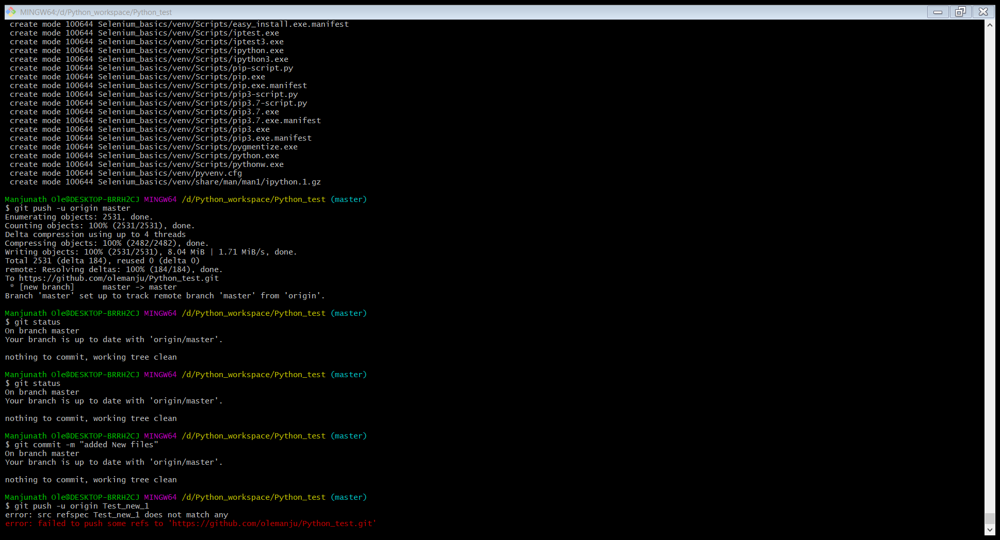 MINGW64:/d/Python_workspace/Python_test
create mode 100644 Selenium_basics/venv/Scripts/easy_install.exe.manifest
create mode 100644 Selenium_basics/venv/Scripts/iptest.exe
create mode 100644 Selenium_basics/venv/Scripts/iptest3.exe
create mode 100644 Selenium_basics/venv/Scripts/ipython.exe
create mode 100644 Selenium_basics/venv/Scripts/ipython3.exe
create mode 100644 Selenium_basics/venv/Scripts/pip-script.py
create mode 100644 Selenium_basics/venv/Scripts/pip.exe
create mode 100644 Selenium_basics/venv/Scripts/pip.exe.manifest
create mode 100644 Selenium_basics/venv/Scripts/pip3-script.py
create mode 100644 Selenium_basics/venv/Scripts/pip3.7-script.py
create mode 100644 Selenium_basics/venv/Scripts/pip3.7.exe
create mode 100644 Selenium_basics/venv/Scripts/pip3.7.exe.manifest
create mode 100644 Selenium_basics/venv/Scripts/pip3.exe
create mode 100644 Selenium_basics/venv/Scripts/pip3.exe.manifest
create mode 100644 Selenium_basics/venv/Scripts/pygmentize.exe
create mode 100644 Selenium_basics/venv/Scripts/python.exe
create mode 100644 Selenium_basics/venv/Scripts/pythonw.exe
create mode 100644 Selenium_basics/venv/pyvenv.cfg
create mode 100644 Selenium_basics/venv/share/man/man1/ipython.1.gz
Manjunath Ole@DESKTOP-BRRH2CJ MINGW64 /d/Python_workspace/Python_test (master)
$ git push -u origin master
Enumerating objects: 2531, done.
Counting objects: 100% (2531/2531), done.
Delta compression using up to 4 threads
Compressing objects: 100% (2482/2482), done.
Writing objects: 100% (2531/2531), 8.04 MiB | 1.71 MiB/s, done.
Total 2531 (delta 184), reused 0 (delta 0)
remote: Resolving deltas: 100% (184/184), done.
To https://github.com/olemanju/Python_test.git
* [new branch]      master -> master
Branch 'master' set up to track remote branch 'master' from 'origin'.
Manjunath Ole@DESKTOP-BRRH2CJ MINGW64 /d/Python_workspace/Python_test (master)
$ git status
On branch master
Your branch is up to date with 'origin/master'.
nothing to commit, working tree clean
Manjunath Ole@DESKTOP-BRRH2CJ MINGW64 /d/Python_workspace/Python_test (master)
$ git status
On branch master
Your branch is up to date with 'origin/master'.
nothing to commit, working tree clean
Manjunath Ole@DESKTOP-BRRH2CJ MINGW64 /d/Python_workspace/Python_test (master)
$ git commit -m "added New files"
On branch master
Your branch is up to date with 'origin/master'.
nothing to commit, working tree clean
Manjunath Ole@DESKTOP-BRRH2CJ MINGW64 /d/Python_workspace/Python_test (master)
$ git push -u origin Test_new_1
error: src refspec Test_new_1 does not match any
error: failed to push some refs to 'https://github.com/olemanju/Python_test.git'